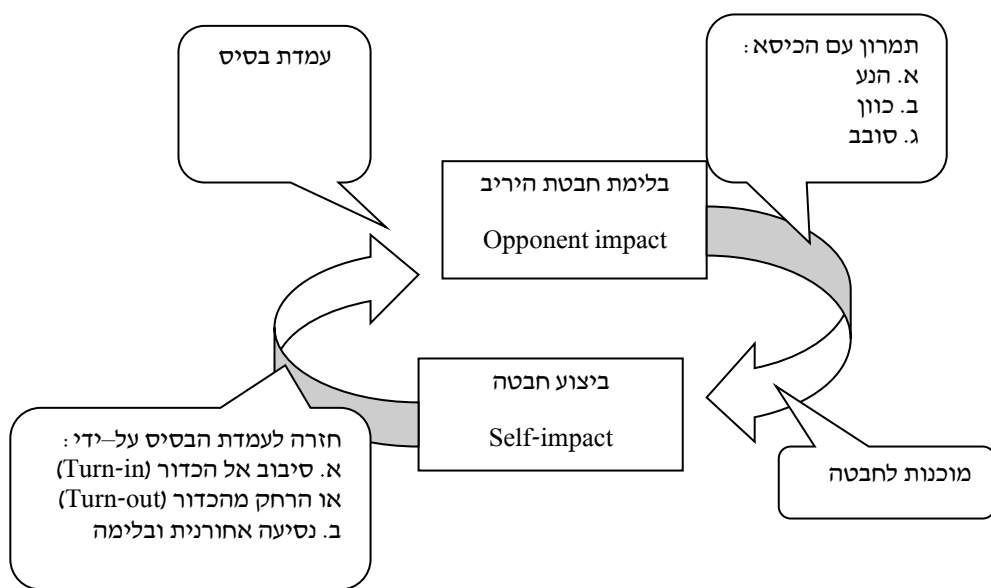 עמדת בסיס
תמרון עם הכיסא:
א. הנע
ב. כוון
ג. סובב
בלימת חבטת היריב
Opponent impact
ביצוע חבטה
Self-impact
חזרה לעמדת הבסיס על–ידי:
א. סיבוב אל הכדור (Turn-in)
או הרחק מהכדור (Turn-out)
ב. נסיעה אחורנית ובלימה
מוכנות לחבטה